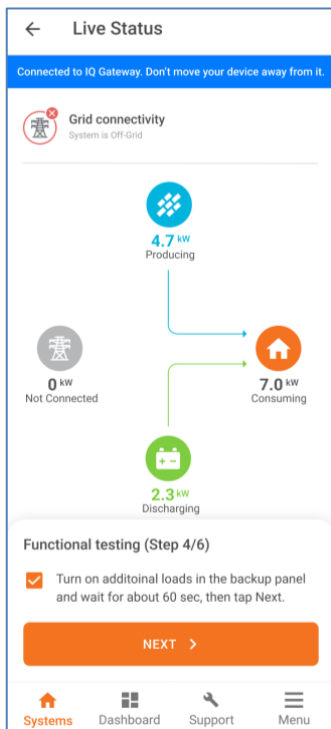 Live Status
Connected to IQ Gateway. Don't move your device away from it.
Grid connectivity
System is Off-Grid
4.7 kW
Producing
0 kW
Not Connected
7.0 kW
Consuming
2.3 kW
Discharging
Functional testing (Step 4/6)
Turn on additoinal loads in the backup panel
and wait for about 60 sec, then tap Next.
NEXT
Systems
Dashboard
Support
Menu